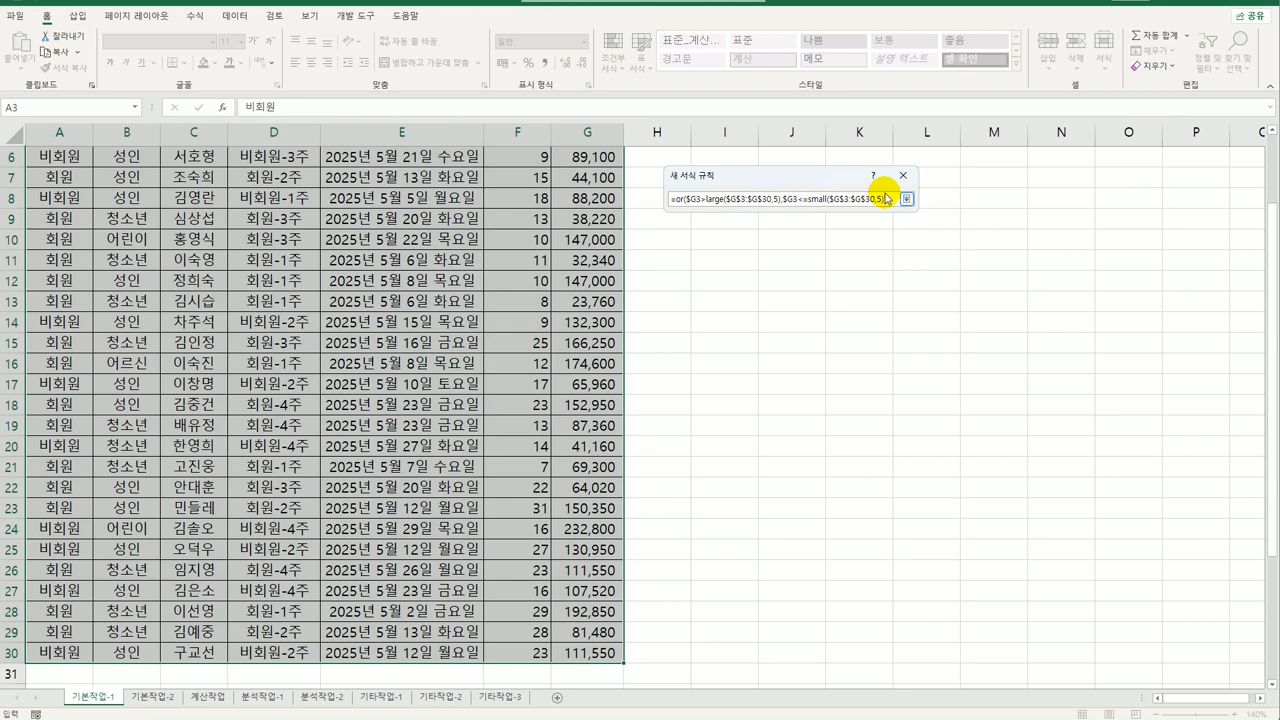 파일 홈 삽입 페이지 레이아웃 수식 데이터 검토 보기 개발 도구 도움말 공유
붙여넣기 잘라내기 복사 서식 복사 클립보드
가 가 가 글꼴
자동 줄 바꿈
병합하고 가운데 맞춤
맞춤
일반
표시 형식
조건부 서식 표 서식
표준_계산... 표준 나쁨 보통 좋음
경고문 계산 메모 설명 텍스트 셀 확인
스타일
삽입 삭제 서식
셀
자동 합계
채우기
지우기
정렬 및 필터 찾기 및 선택
편집
A3 fx 비회원
A B C D E F G H I J K L M N O P
6 비회원 성인 서호형 비회원-3주 2025년 5월 21일 수요일 9 89,100
7 회원 성인 조숙희 회원-2주 2025년 5월 13일 화요일 15 44,100
8 비회원 성인 김영란 비회원-1주 2025년 5월 5일 월요일 18 88,200
9 회원 청소년 심상섭 회원-3주 2025년 5월 20일 화요일 13 38,220
10 회원 어린이 홍영식 회원-3주 2025년 5월 22일 목요일 10 147,000
11 회원 청소년 이숙영 회원-1주 2025년 5월 6일 화요일 11 32,340
12 회원 성인 정희숙 회원-1주 2025년 5월 8일 목요일 10 147,000
13 회원 청소년 김시습 회원-1주 2025년 5월 6일 화요일 8 23,760
14 비회원 성인 차주석 비회원-2주 2025년 5월 15일 목요일 9 132,300
15 회원 청소년 김인정 회원-3주 2025년 5월 16일 금요일 25 166,250
16 회원 어르신 이숙진 회원-1주 2025년 5월 8일 목요일 12 174,600
17 비회원 성인 이창명 비회원-2주 2025년 5월 10일 토요일 17 65,960
18 회원 성인 김중건 회원-4주 2025년 5월 23일 금요일 23 152,950
19 회원 청소년 배유정 회원-4주 2025년 5월 23일 금요일 13 87,360
20 비회원 청소년 한영희 비회원-4주 2025년 5월 27일 화요일 14 41,160
21 회원 청소년 고진웅 회원-1주 2025년 5월 7일 수요일 7 69,300
22 회원 성인 안대훈 회원-3주 2025년 5월 20일 화요일 22 64,020
23 회원 성인 민들레 회원-2주 2025년 5월 12일 월요일 31 150,350
24 비회원 어린이 김솔오 비회원-4주 2025년 5월 29일 목요일 16 232,800
25 비회원 성인 오덕우 비회원-2주 2025년 5월 12일 월요일 27 130,950
26 회원 청소년 임지영 회원-4주 2025년 5월 26일 월요일 23 111,550
27 비회원 성인 김은소 비회원-4주 2025년 5월 23일 금요일 16 107,520
28 회원 청소년 이선영 회원-1주 2025년 5월 2일 금요일 29 192,850
29 회원 청소년 김예중 회원-2주 2025년 5월 13일 화요일 28 81,480
30 비회원 성인 구교선 비회원-2주 2025년 5월 12일 월요일 23 111,550
31
새 서식 규칙 ?
=or($G3>large($G$3:$G$30,5),$G3<=small($G$3:$G$30,5)
기본작업-1 기본작업-2 계산작업 분석작업-1 분석작업-2 기타작업-1 기타작업-2 기타작업-3
입력 140%